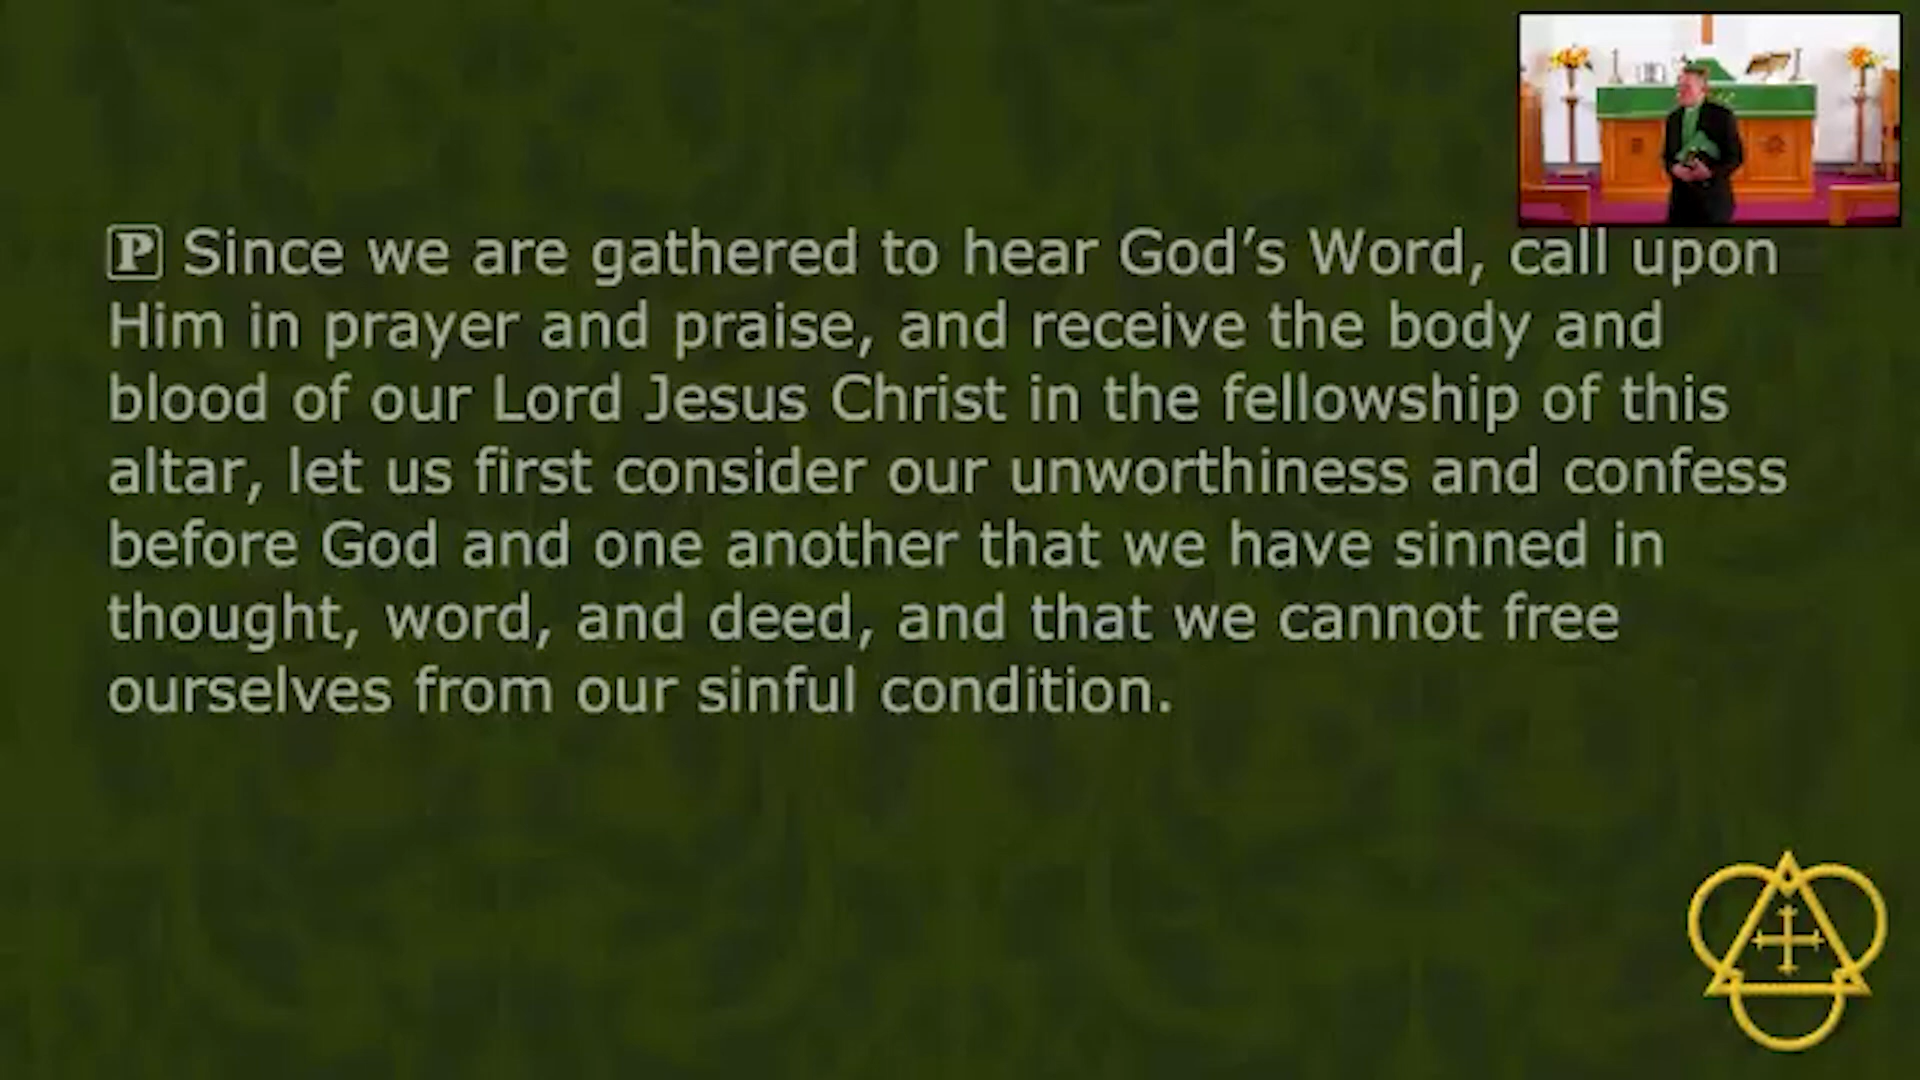 P Since we are gathered to hear God’s Word, call upon
Him in prayer and praise, and receive the body and
blood of our Lord Jesus Christ in the fellowship of this
altar, let us first consider our unworthiness and confess
before God and one another that we have sinned in
thought, word, and deed, and that we cannot free
ourselves from our sinful condition.